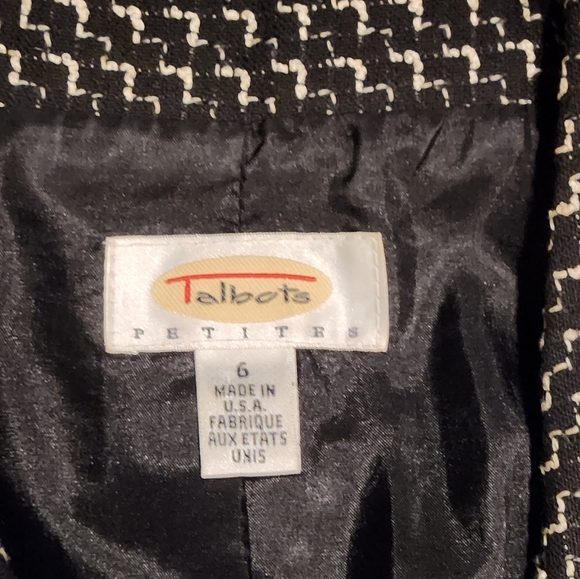 Talbots
PETITES
6
MADE IN
U.S.A.
FABRIQUE
AUX ETATS
UNIS